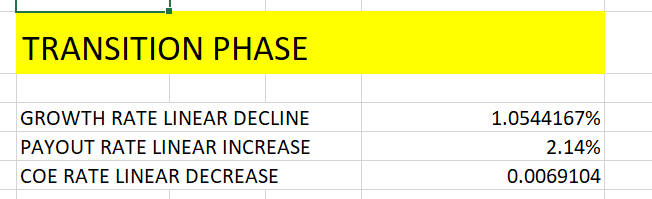 TRANSITION PHASE
GROWTH RATE LINEAR DECLINE 1.0544167%
PAYOUT RATE LINEAR INCREASE 2.14%
COE RATE LINEAR DECREASE 0.0069104